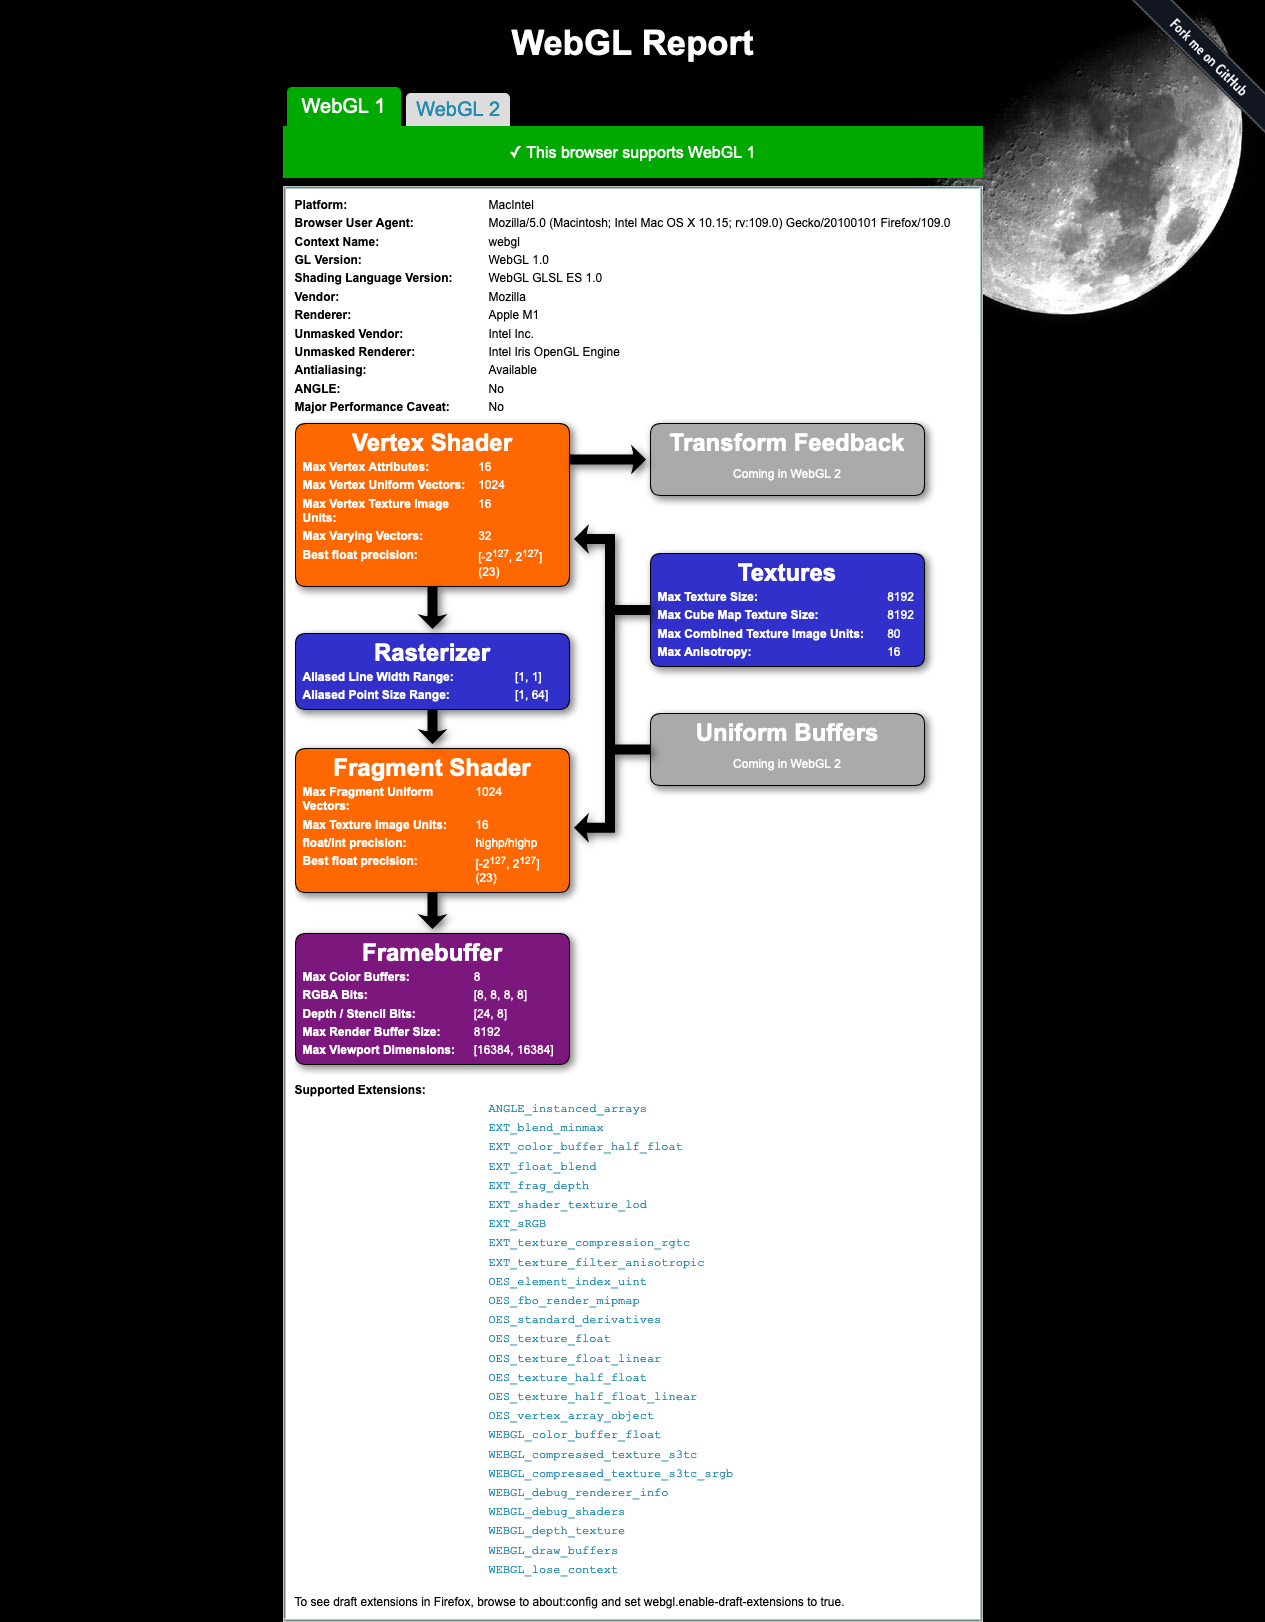 WebGL Report
Fork me on GitHub
WebGL 1
WebGL 2
✓ This browser supports WebGL 1
Platform: MacIntel
Browser User Agent: Mozilla/5.0 (Macintosh; Intel Mac OS X 10.15; rv:109.0) Gecko/20100101 Firefox/109.0
Context Name: webgl
GL Version: WebGL 1.0
Shading Language Version: WebGL GLSL ES 1.0
Vendor: Mozilla
Renderer: Apple M1
Unmasked Vendor: Intel Inc.
Unmasked Renderer: Intel Iris OpenGL Engine
Antialiasing: Available
ANGLE: No
Major Performance Caveat: No
Vertex Shader
Max Vertex Attributes: 16
Max Vertex Uniform Vectors: 1024
Max Vertex Texture Image 16
Units:
Max Varying Vectors: 32
Best float precision: [-2¹²⁷, 2¹²⁷]
(23)
Transform Feedback
Coming in WebGL 2
Textures
Max Texture Size: 8192
Max Cube Map Texture Size: 8192
Max Combined Texture Image Units: 80
Max Anisotropy: 16
Rasterizer
Aliased Line Width Range: [1, 1]
Aliased Point Size Range: [1, 64]
Uniform Buffers
Coming in WebGL 2
Fragment Shader
Max Fragment Uniform 1024
Vectors:
Max Texture Image Units: 16
float/int precision: highp/highp
Best float precision: [-2¹²⁷, 2¹²⁷]
(23)
Framebuffer
Max Color Buffers: 8
RGBA Bits: [8, 8, 8, 8]
Depth / Stencil Bits: [24, 8]
Max Render Buffer Size: 8192
Max Viewport Dimensions: [16384, 16384]
Supported Extensions:
ANGLE_instanced_arrays
EXT_blend_minmax
EXT_color_buffer_half_float
EXT_float_blend
EXT_frag_depth
EXT_shader_texture_lod
EXT_sRGB
EXT_texture_compression_rgtc
EXT_texture_filter_anisotropic
OES_element_index_uint
OES_fbo_render_mipmap
OES_standard_derivatives
OES_texture_float
OES_texture_float_linear
OES_texture_half_float
OES_texture_half_float_linear
OES_vertex_array_object
WEBGL_color_buffer_float
WEBGL_compressed_texture_s3tc
WEBGL_compressed_texture_s3tc_srgb
WEBGL_debug_renderer_info
WEBGL_debug_shaders
WEBGL_depth_texture
WEBGL_draw_buffers
WEBGL_lose_context
To see draft extensions in Firefox, browse to about:config and set webgl.enable-draft-extensions to true.